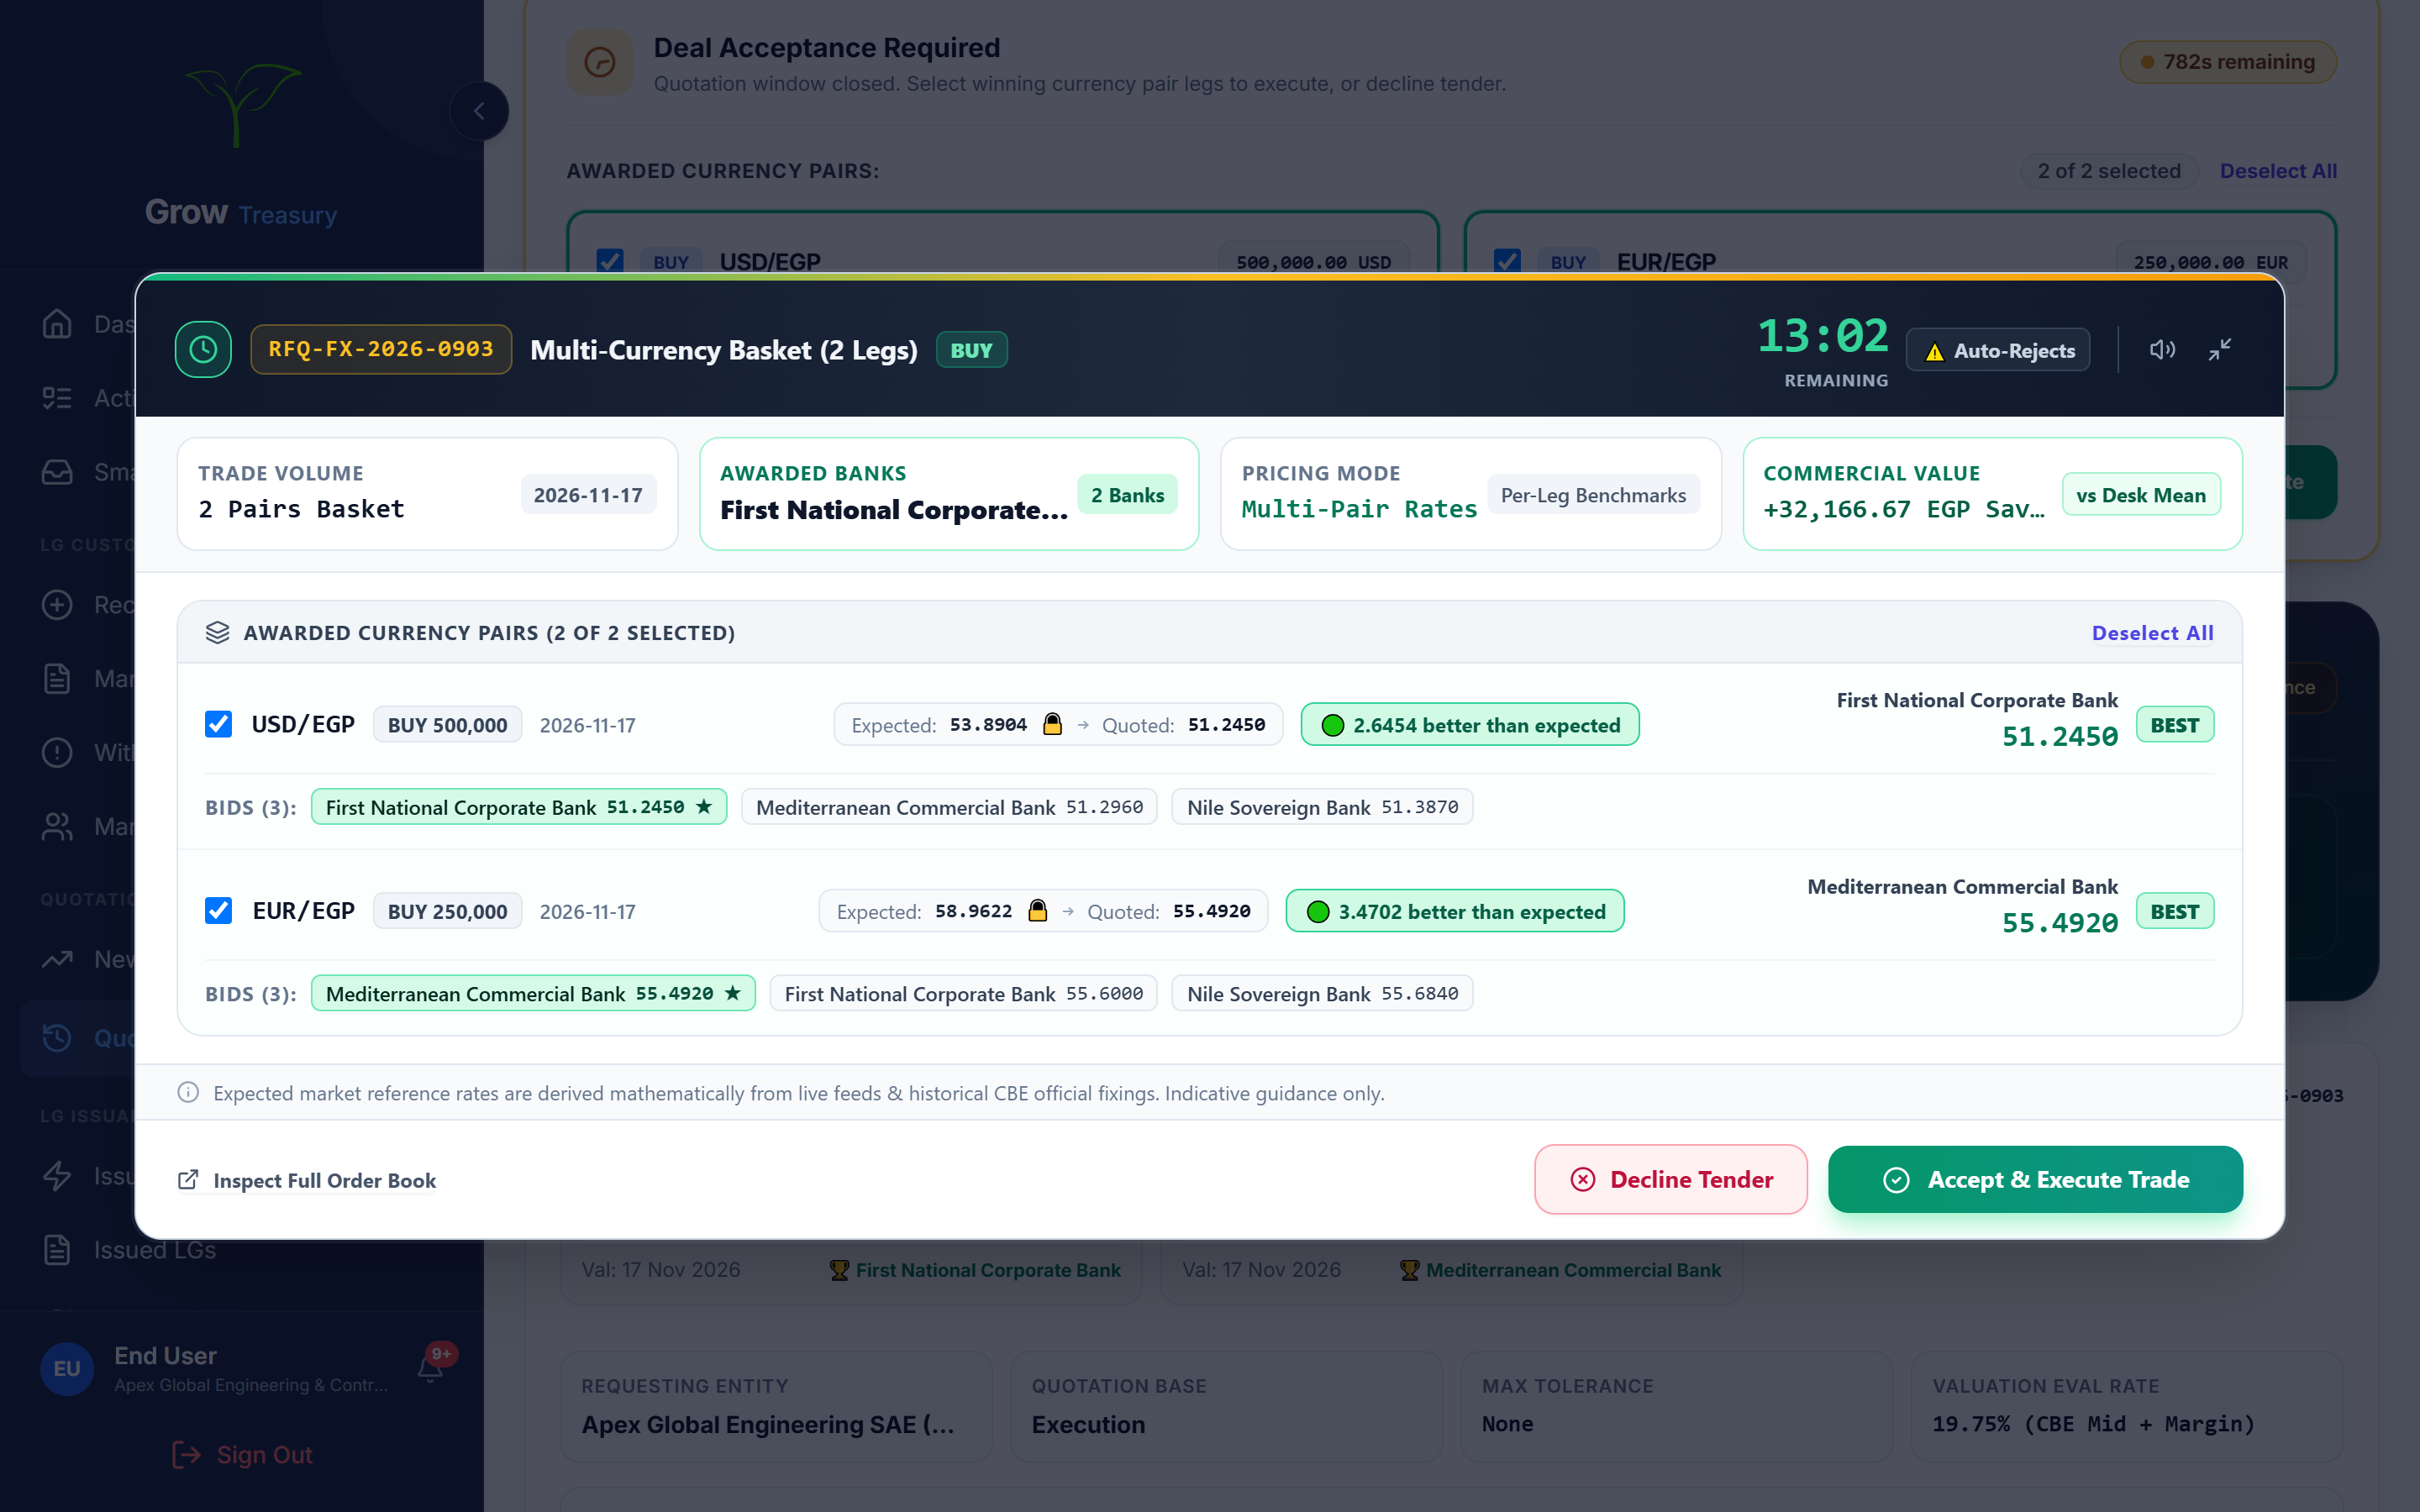 Deal Acceptance Required
Quotation window closed. Select winning currency pair legs to execute, or decline tender.
782s remaining
AWARDED CURRENCY PAIRS:
2 of 2 selected
Deselect All
BUY USD/EGP 500,000.00 USD
BUY EUR/EGP 250,000.00 EUR
Grow Treasury
RFQ-FX-2026-0903
Multi-Currency Basket (2 Legs)
BUY
13:02
REMAINING
Auto-Rejects
TRADE VOLUME
2 Pairs Basket
2026-11-17
AWARDED BANKS
First National Corporate...
2 Banks
PRICING MODE
Multi-Pair Rates
Per-Leg Benchmarks
COMMERCIAL VALUE
+32,166.67 EGP Sav...
vs Desk Mean
AWARDED CURRENCY PAIRS (2 OF 2 SELECTED)
Deselect All
USD/EGP BUY 500,000 2026-11-17
Expected: 53.8904 → Quoted: 51.2450
2.6454 better than expected
First National Corporate Bank
51.2450
BEST
BIDS (3): First National Corporate Bank 51.2450 ★ Mediterranean Commercial Bank 51.2960 Nile Sovereign Bank 51.3870
EUR/EGP BUY 250,000 2026-11-17
Expected: 58.9622 → Quoted: 55.4920
3.4702 better than expected
Mediterranean Commercial Bank
55.4920
BEST
BIDS (3): Mediterranean Commercial Bank 55.4920 ★ First National Corporate Bank 55.6000 Nile Sovereign Bank 55.6840
Expected market reference rates are derived mathematically from live feeds & historical CBE official fixings. Indicative guidance only.
Inspect Full Order Book
Decline Tender
Accept & Execute Trade
Issued LGs
Val: 17 Nov 2026
First National Corporate Bank
Val: 17 Nov 2026
Mediterranean Commercial Bank
End User
Apex Global Engineering & Contr...
EU
9+
Sign Out
REQUESTING ENTITY
Apex Global Engineering SAE (...
QUOTATION BASE
Execution
MAX TOLERANCE
None
VALUATION EVAL RATE
19.75% (CBE Mid + Margin)